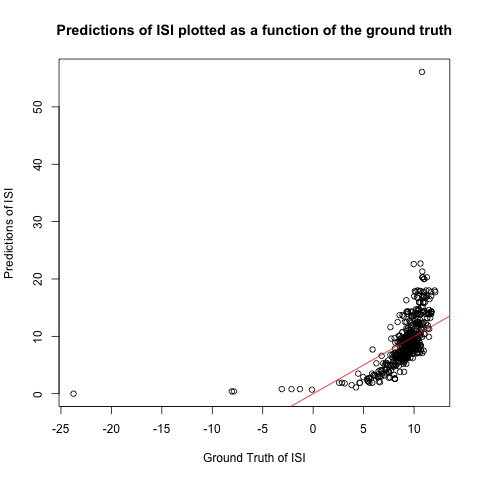 Predictions of ISI plotted as a function of the ground truth
Predictions of ISI
50
40
30
20
10
0
-25 -20 -15 -10 -5 0 5 10
Ground Truth of ISI